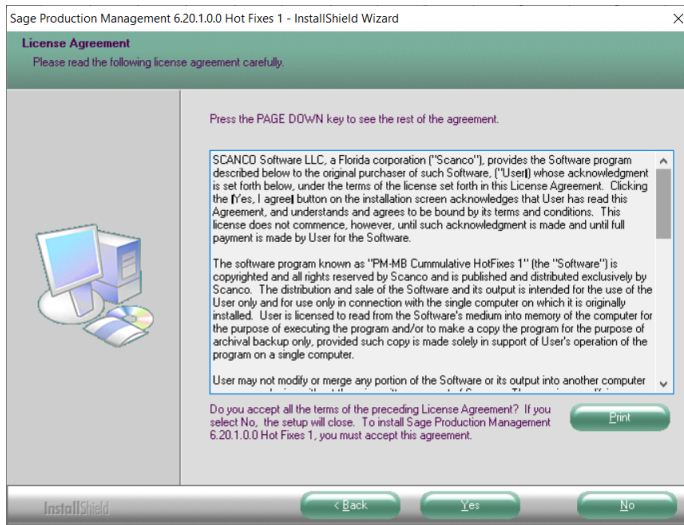 Sage Production Management 6.20.1.0.0 Hot Fixes 1 - InstallShield Wizard
License Agreement
Please read the following license agreement carefully.
Press the PAGE DOWN key to see the rest of the agreement.
SCANCO Software LLC, a Florida corporation ("Scanco"), provides the Software program
described below to the original purchaser of such Software, ("User") whose acknowledgment
is set forth below, under the terms of the license set forth in this License Agreement. Clicking
the Yes, I agree button on the installation screen acknowledges that User has read this
Agreement, and understands and agrees to be bound by its terms and conditions. This
license does not commence, however, until such acknowledgment is made and until full
payment is made by User for the Software.
The software program known as "PM-MB Cummulative HotFixes 1" (the "Software") is
copyrighted and all rights reserved by Scanco and is published and distributed exclusively by
Scanco. The distribution and sale of the Software and its output is intended for the use of the
User only and for use only in connection with the single computer on which it is originally
installed. User is licensed to read from the Software's medium into memory of the computer for
the purpose of executing the program and/or to make a copy the program for the purpose of
archival backup only, provided such copy is made solely in support of User's operation of the
program on a single computer.
User may not modify or merge any portion of the Software or its output into another computer
Do you accept all the terms of the preceding License Agreement? If you
select No, the setup will close. To install Sage Production Management
6.20.1.0.0 Hot Fixes 1, you must accept this agreement.
Print
InstallShield
< Back
Yes
No